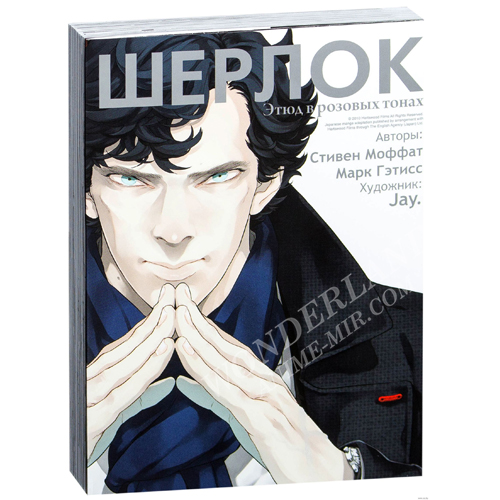 ШЕРЛОК
Этюд в розовых тонах
Авторы:
Стивен Моффат
Марк Гэтисс
Художник:
Jay.